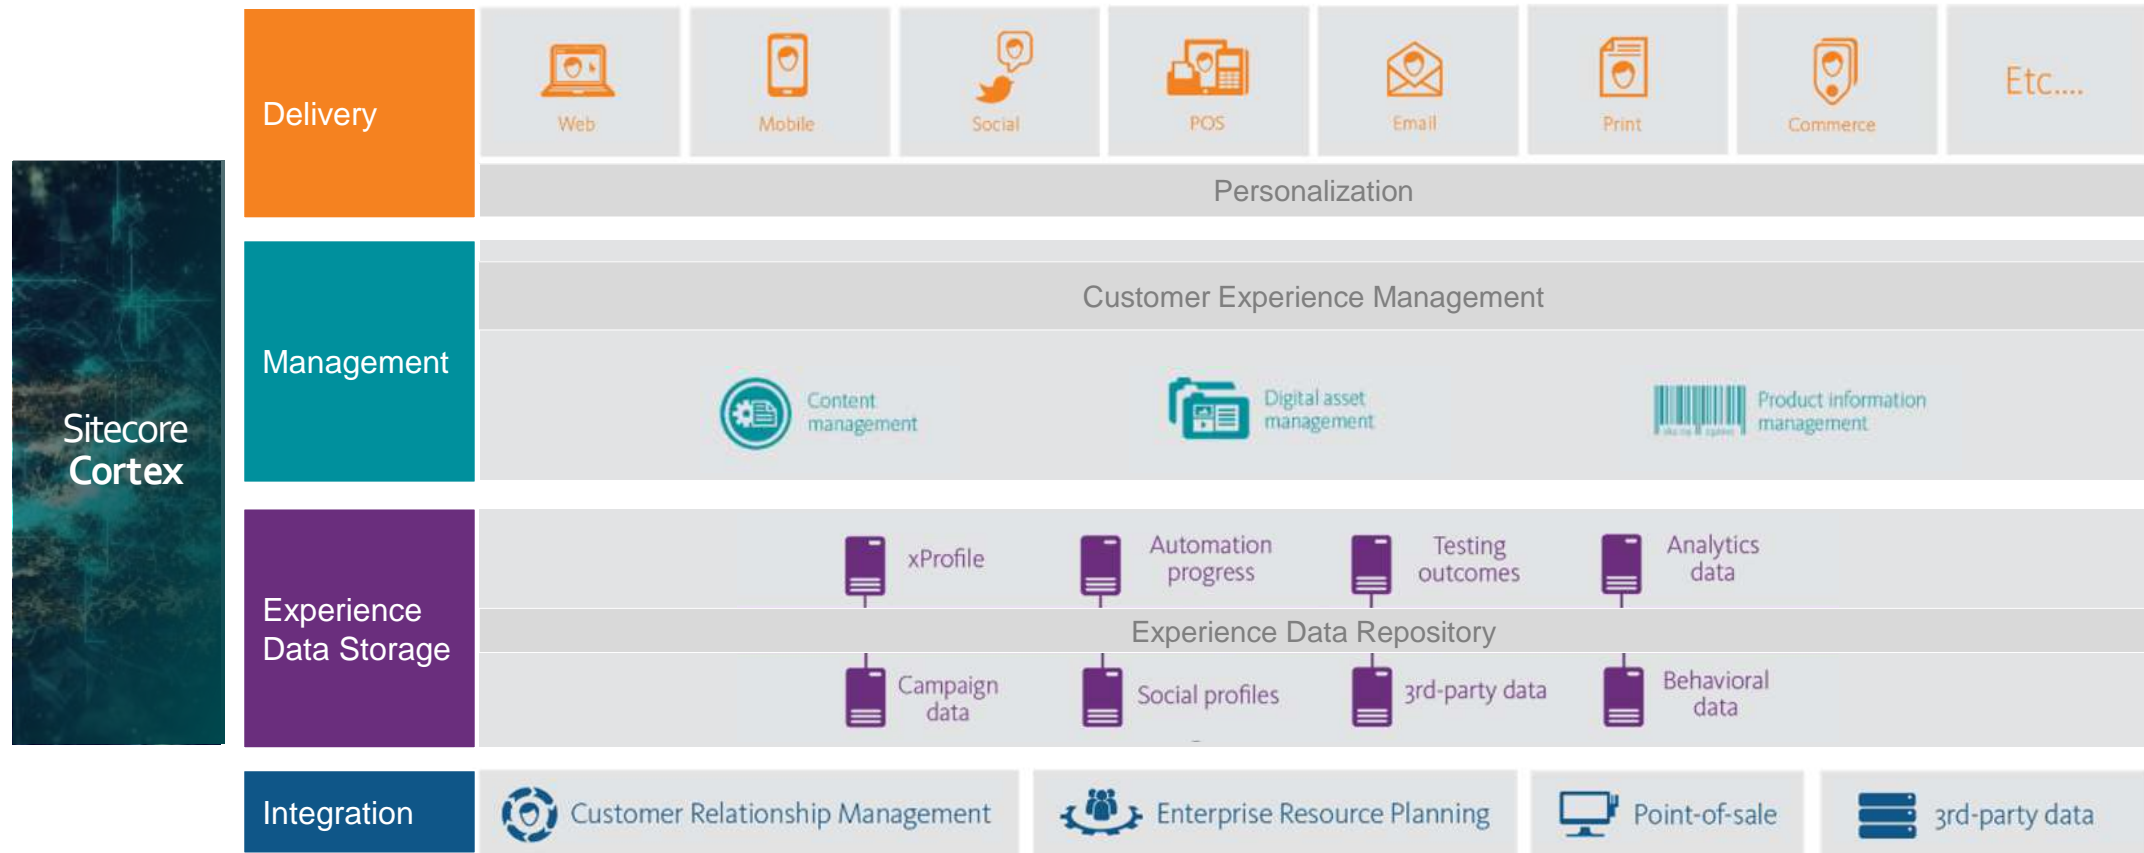 Sitecore
Cortex
Delivery
Web
Mobile
Social
POS
Email
Print
Commerce
Etc....
Personalization
Management
Customer Experience Management
Content
management
Digital asset
management
Product information
management
Experience
Data Storage
xProfile
Automation
progress
Testing
outcomes
Analytics
data
Experience Data Repository
Campaign
data
Social profiles
3rd-party data
Behavioral
data
Integration
Customer Relationship Management
Enterprise Resource Planning
Point-of-sale
3rd-party data